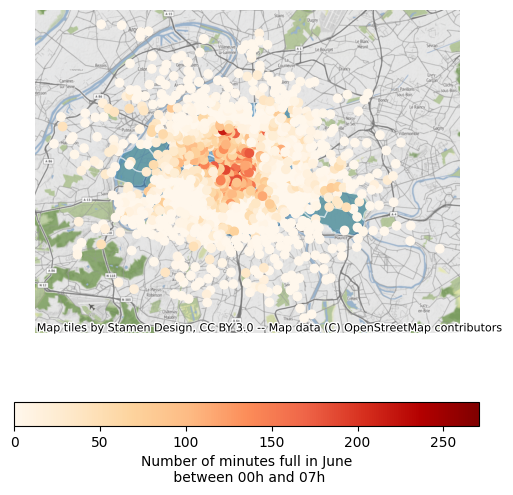 Map tiles by Stamen Design, CC BY 3.0 -- Map data (C) OpenStreetMap contributors
0 50 100 150 200 250
Number of minutes full in June
between 00h and 07h